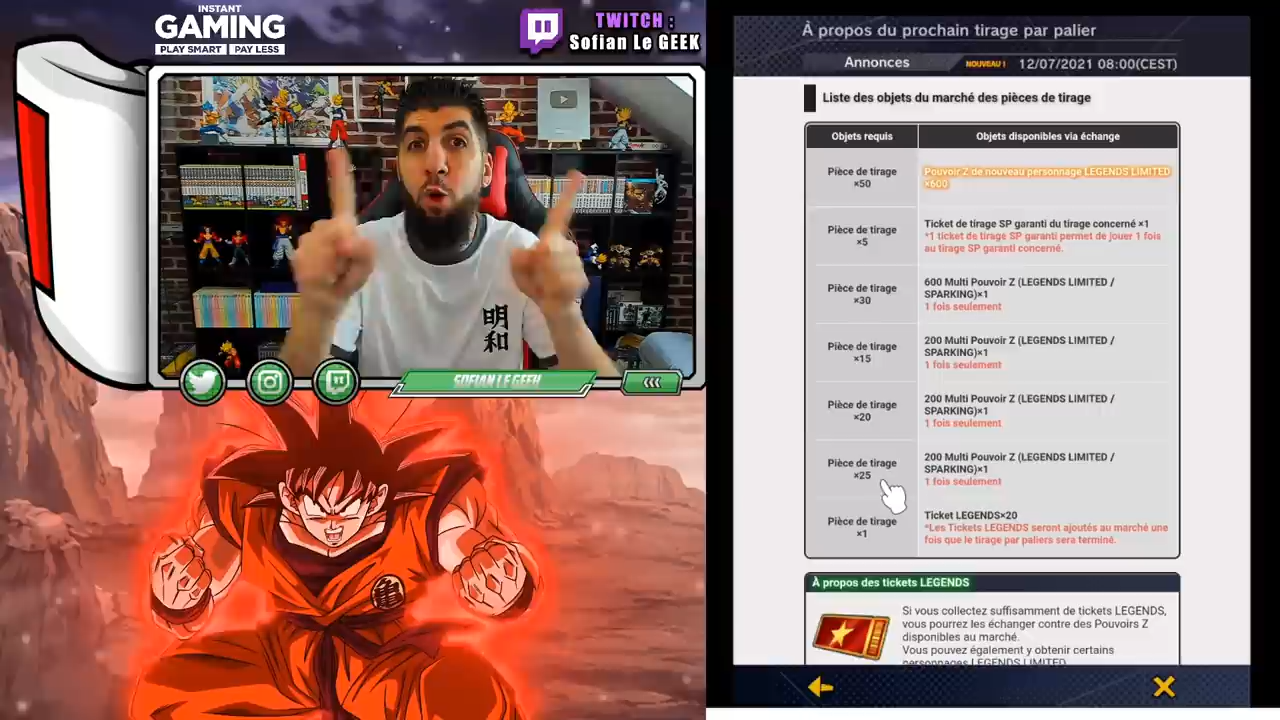 INSTANT
GAMING
PLAY SMART | PAY LESS
TWITCH :
Sofian Le GEEK
明
和
SOFIAN LE GEEK
À propos du prochain tirage par palier
Annonces
NOUVEAU !
12/07/2021 08:00(CEST)
Liste des objets du marché des pièces de tirage
Objets requis
Objets disponibles via échange
Pièce de tirage
×50
Pouvoir Z de nouveau personnage LEGENDS LIMITED
×600
Pièce de tirage
×5
Ticket de tirage SP garanti du tirage concerné ×1
*1 ticket de tirage SP garanti permet de jouer 1 fois
au tirage SP garanti concerné.
Pièce de tirage
×30
600 Multi Pouvoir Z (LEGENDS LIMITED /
SPARKING)×1
1 fois seulement
Pièce de tirage
×15
200 Multi Pouvoir Z (LEGENDS LIMITED /
SPARKING)×1
1 fois seulement
Pièce de tirage
×20
200 Multi Pouvoir Z (LEGENDS LIMITED /
SPARKING)×1
1 fois seulement
Pièce de tirage
×25
200 Multi Pouvoir Z (LEGENDS LIMITED /
SPARKING)×1
1 fois seulement
Pièce de tirage
×1
Ticket LEGENDS×20
*Les Tickets LEGENDS seront ajoutés au marché une
fois que le tirage par paliers sera terminé.
À propos des tickets LEGENDS
Si vous collectez suffisamment de tickets LEGENDS,
vous pourrez les échanger contre des Pouvoirs Z
disponibles au marché.
Vous pouvez également y obtenir certains
personnages LEGENDS LIMITED